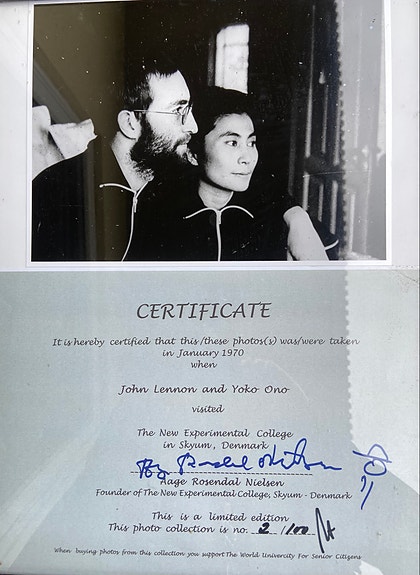 CERTIFICATE
It is hereby certified that this/these photos(s) was/were taken
in January 1970
when
John Lennon and Yoko Ono
visited
The New Experimental College
in Skyum, Denmark
Aage Rosendal Nielsen
Founder of The New Experimental College, Skyum - Denmark
This is a limited edition
This photo collection is no. 2 /100
When buying photos from this collection you support The World Univercity For Senior Citizens